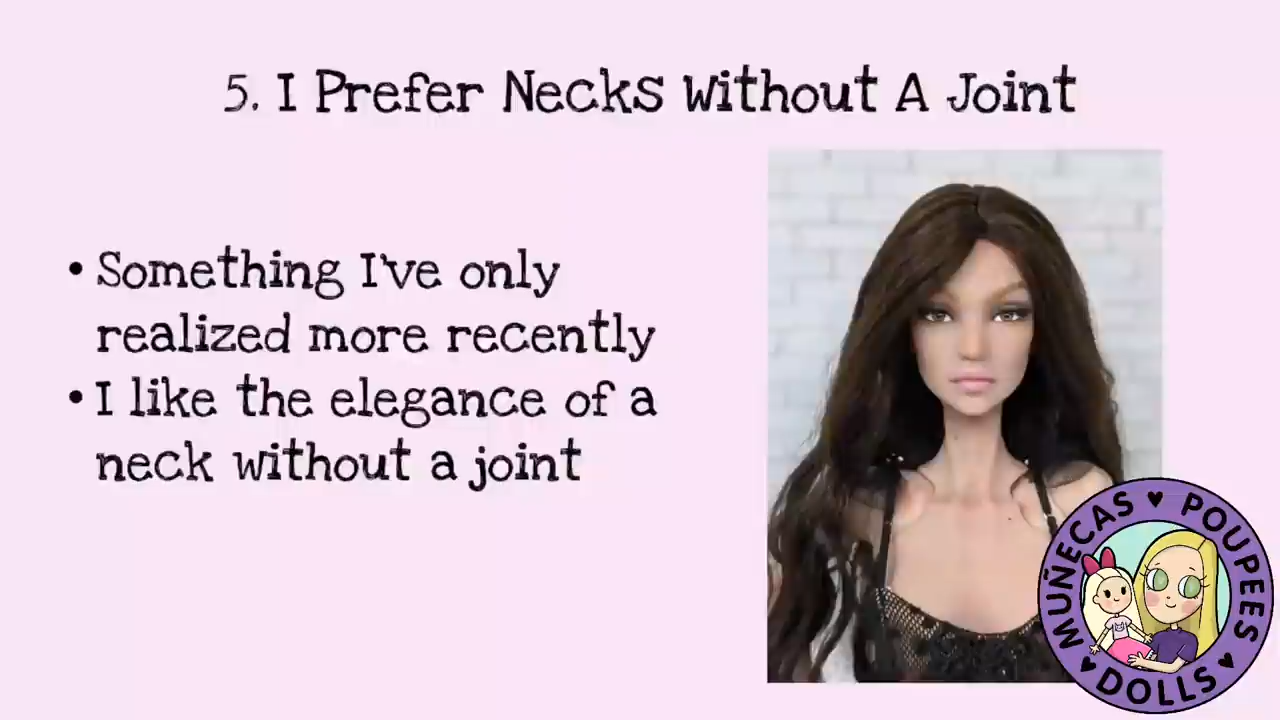 5. I Prefer Necks Without A Joint
• Something I've only
realized more recently
• I like the elegance of a
neck without a joint
MUÑECAS ♥ POUPEES ♥ DOLLS ♥